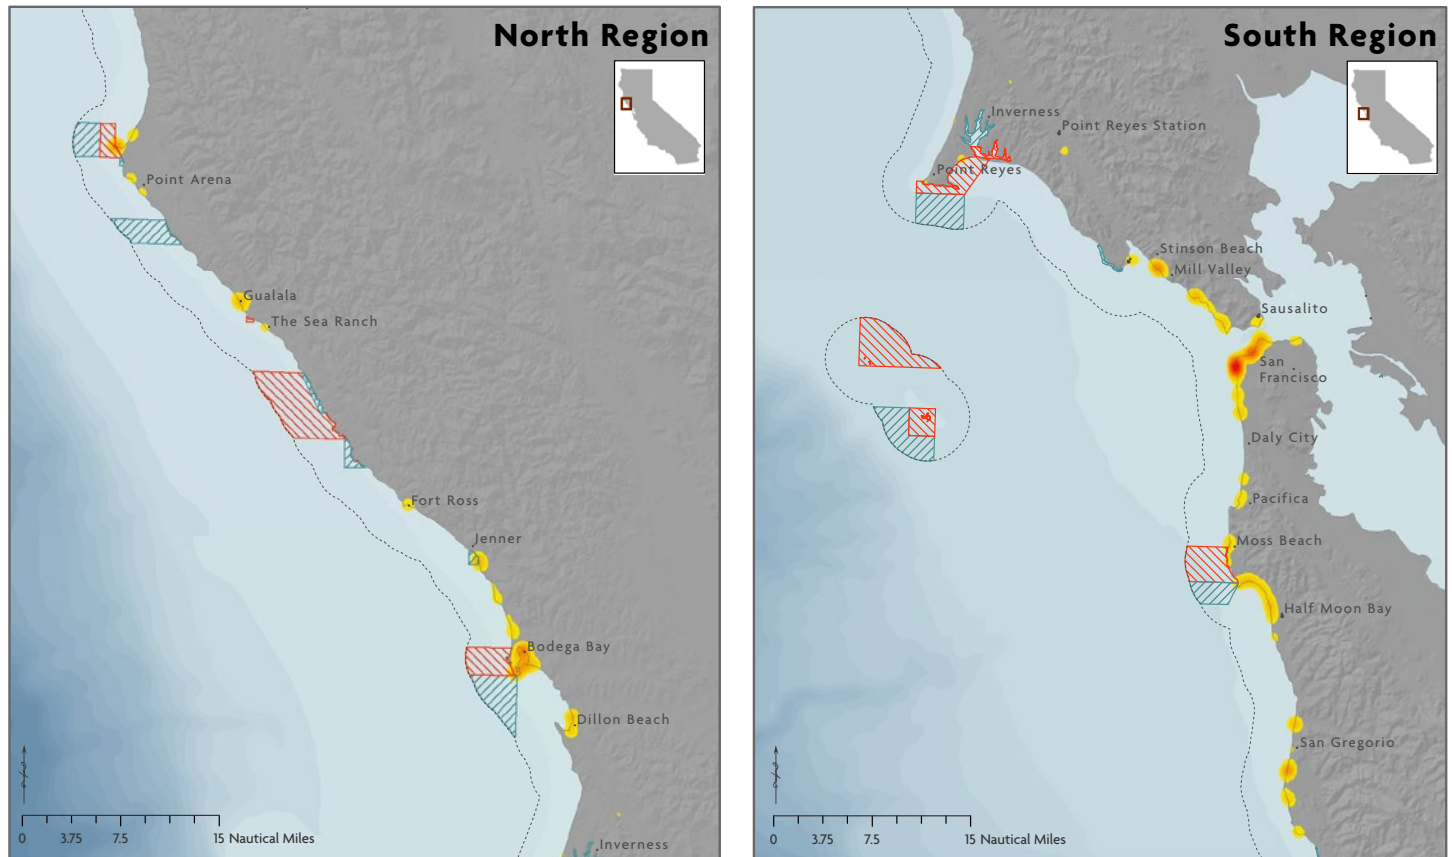 North Region
Point Arena
Gualala
The Sea Ranch
Fort Ross
Jenner
Bodega Bay
Dillon Beach
Inverness
0 3.75 7.5 15 Nautical Miles
South Region
Inverness
Point Reyes Station
Point Reyes
Stinson Beach
Mill Valley
Sausalito
San
Francisco
Daly City
Pacifica
Moss Beach
Half Moon Bay
San Gregorio
0 3.75 7.5 15 Nautical Miles